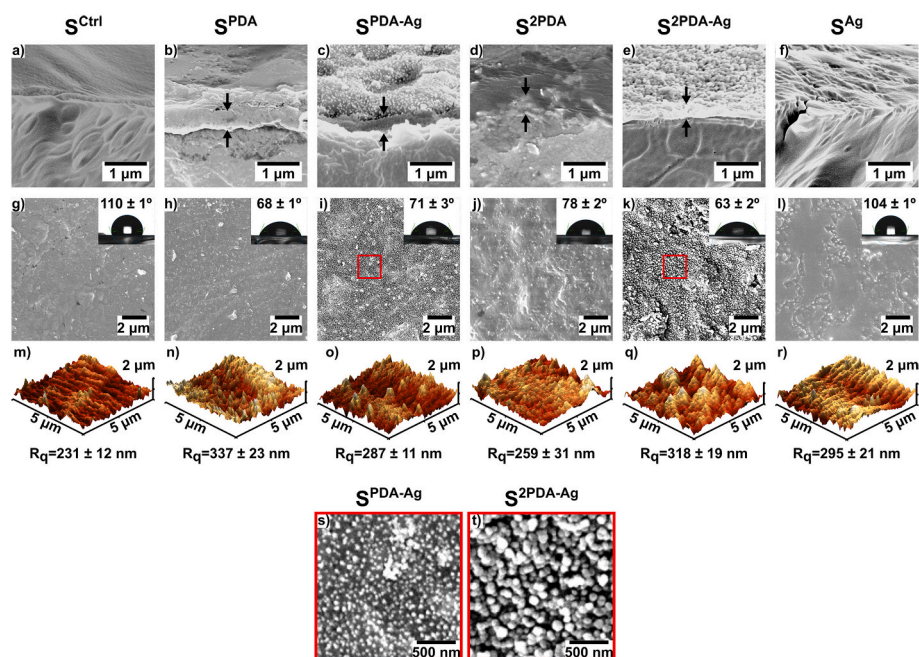 S^Ctrl S^PDA S^PDA-Ag S^2PDA S^2PDA-Ag S^Ag
a) b) c) d) e) f)
1 µm 1 µm 1 µm 1 µm 1 µm 1 µm
g) 110 ± 1º h) 68 ± 1º i) 71 ± 3º j) 78 ± 2º k) 63 ± 2º l) 104 ± 1º
2 µm 2 µm 2 µm 2 µm 2 µm 2 µm
m) 2 µm n) 2 µm o) 2 µm p) 2 µm q) 2 µm r) 2 µm
5 µm 5 µm 5 µm 5 µm 5 µm 5 µm 5 µm 5 µm 5 µm 5 µm 5 µm 5 µm
Rq=231 ± 12 nm Rq=337 ± 23 nm Rq=287 ± 11 nm Rq=259 ± 31 nm Rq=318 ± 19 nm Rq=295 ± 21 nm
S^PDA-Ag S^2PDA-Ag
s) t)
500 nm 500 nm